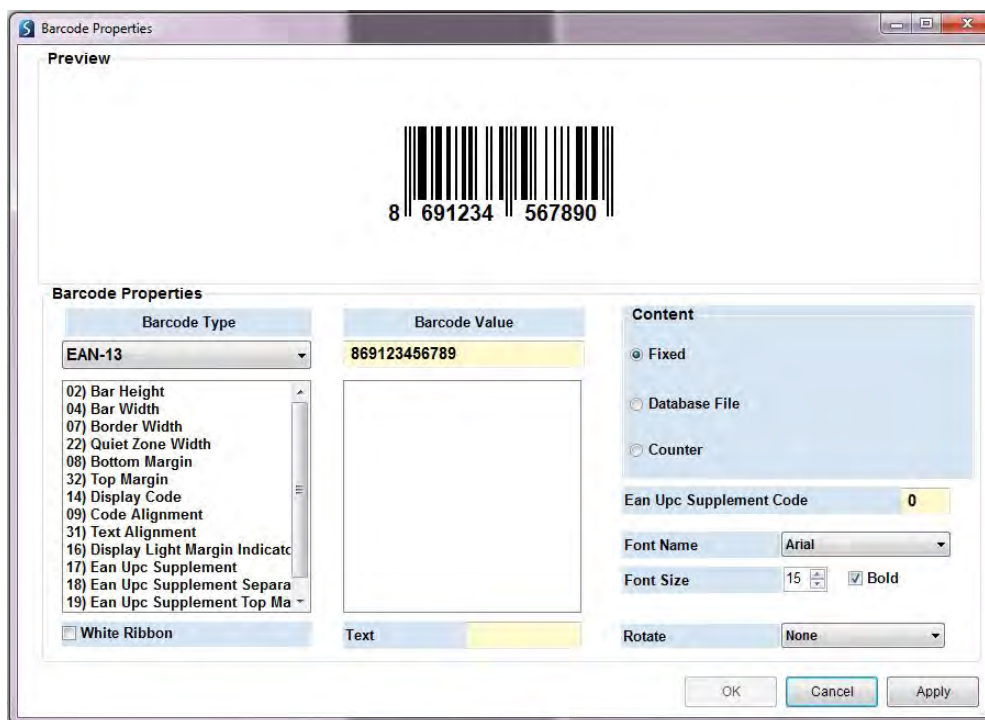 Barcode Properties
Preview
8 691234 567890
Barcode Properties
Barcode Type
EAN-13
02) Bar Height
04) Bar Width
07) Border Width
22) Quiet Zone Width
08) Bottom Margin
32) Top Margin
14) Display Code
09) Code Alignment
31) Text Alignment
16) Display Light Margin Indicato
17) Ean Upc Supplement
18) Ean Upc Supplement Separa
19) Ean Upc Supplement Top Ma
White Ribbon
Barcode Value
869123456789
Text
Content
Fixed
Database File
Counter
Ean Upc Supplement Code 0
Font Name Arial
Font Size 15 Bold
Rotate None
OK Cancel Apply